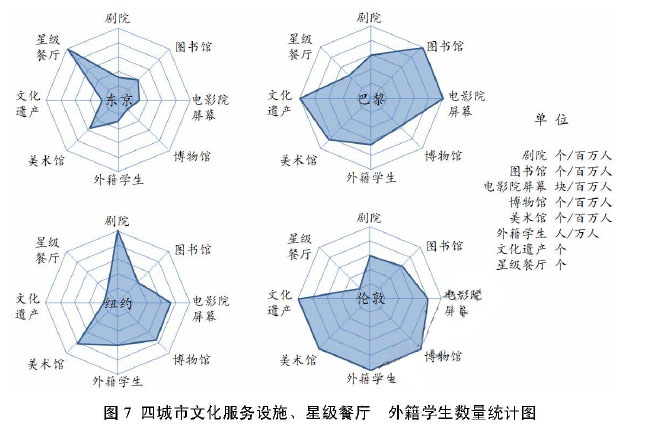 剧院
图书馆
电影院
屏幕
博物馆
外籍学生
美术馆
文化
遗产
星级
餐厅
东京
剧院
图书馆
电影院
屏幕
博物馆
外籍学生
美术馆
文化
遗产
星级
餐厅
巴黎
剧院
图书馆
电影院
屏幕
博物馆
外籍学生
美术馆
文化
遗产
星级
餐厅
纽约
剧院
图书馆
电影院
屏幕
博物馆
外籍学生
美术馆
文化
遗产
星级
餐厅
伦敦
单 位
剧院 个/百万人
图书馆 个/百万人
电影院屏幕 块/百万人
博物馆 个/百万人
美术馆 个/百万人
外籍学生 人/万人
文化遗产 个
星级餐厅 个
图 7 四城市文化服务设施、星级餐厅 外籍学生数量统计图